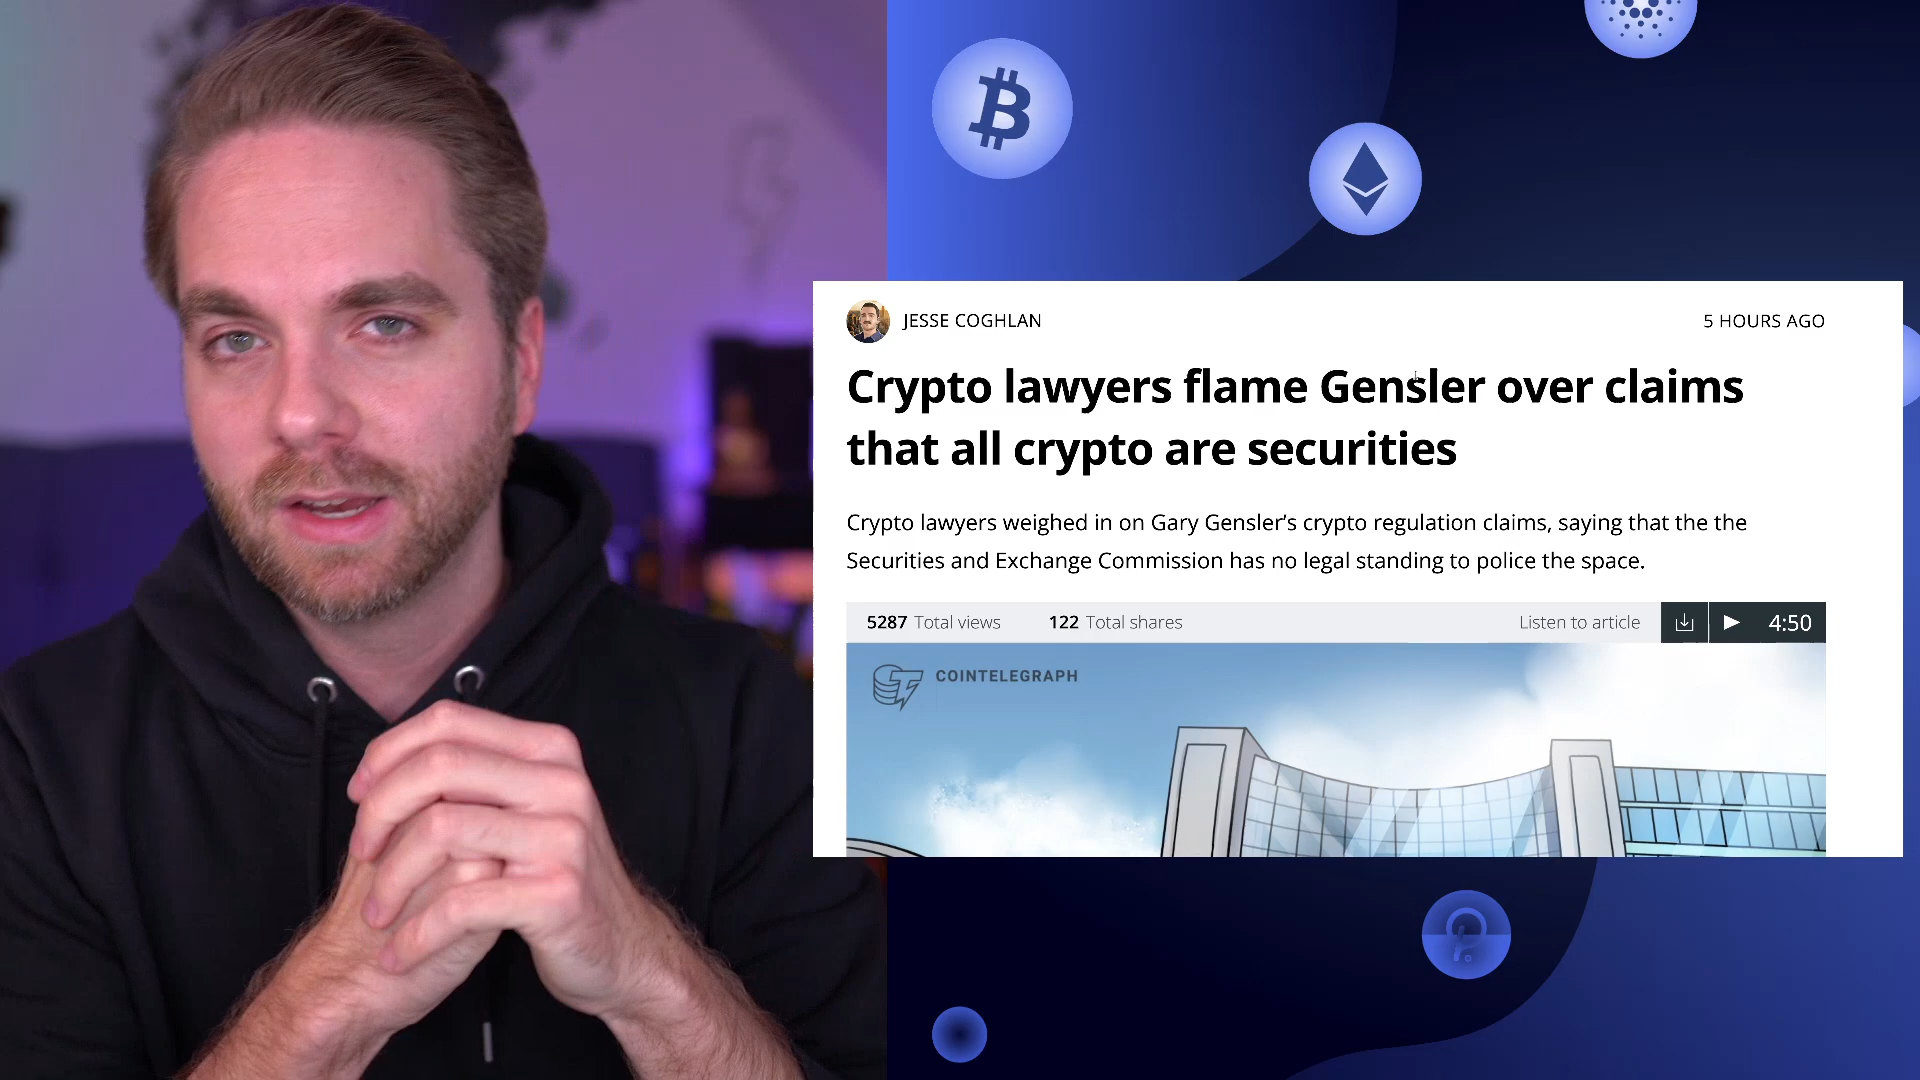 JESSE COGHLAN
5 HOURS AGO
Crypto lawyers flame Gensler over claims
that all crypto are securities
Crypto lawyers weighed in on Gary Gensler’s crypto regulation claims, saying that the the
Securities and Exchange Commission has no legal standing to police the space.
5287 Total views 122 Total shares Listen to article 4:50
COINTELEGRAPH